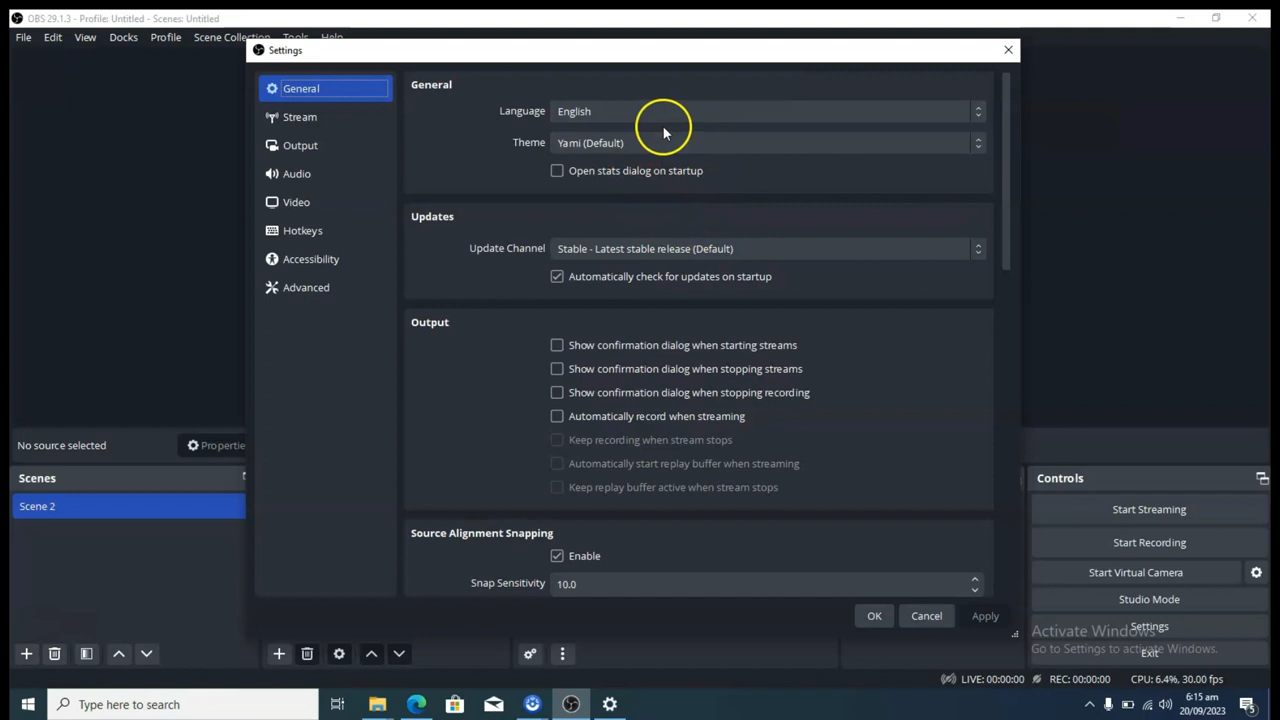 OBS 29.1.3 - Profile: Untitled - Scenes: Untitled
File Edit View Docks Profile Scene Collection Tools Help
Settings
General
Stream
Output
Audio
Video
Hotkeys
Accessibility
Advanced
General
Language English
Theme Yami (Default)
Open stats dialog on startup
Updates
Update Channel Stable - Latest stable release (Default)
Automatically check for updates on startup
Output
Show confirmation dialog when starting streams
Show confirmation dialog when stopping streams
Show confirmation dialog when stopping recording
Automatically record when streaming
Keep recording when stream stops
Automatically start replay buffer when streaming
Keep replay buffer active when stream stops
Source Alignment Snapping
Enable
Snap Sensitivity 10.0
OK Cancel Apply
No source selected
Propertie
Scenes
Scene 2
Controls
Start Streaming
Start Recording
Start Virtual Camera
Studio Mode
Settings
Exit
Activate Windows
Go to Settings to activate Windows.
LIVE: 00:00:00 REC: 00:00:00 CPU: 6.4%, 30.00 fps
Type here to search
6:15 am
20/09/2023
5